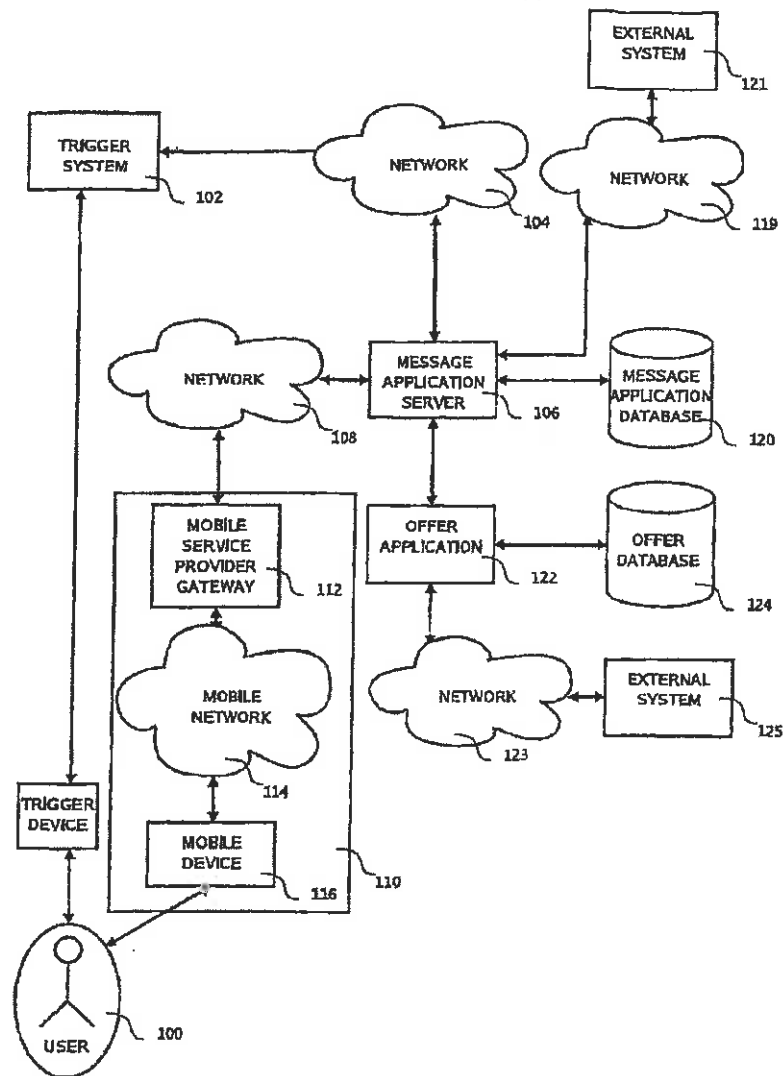 EXTERNAL
SYSTEM
121
TRIGGER
SYSTEM
102
NETWORK
104
NETWORK
119
NETWORK
108
MESSAGE
APPLICATION
SERVER
106
MESSAGE
APPLICATION
DATABASE
120
MOBILE
SERVICE
PROVIDER
GATEWAY
112
OFFER
APPLICATION
122
OFFER
DATABASE
124
MOBILE
NETWORK
114
NETWORK
123
EXTERNAL
SYSTEM
125
TRIGGER
DEVICE
MOBILE
DEVICE
116
110
USER
100